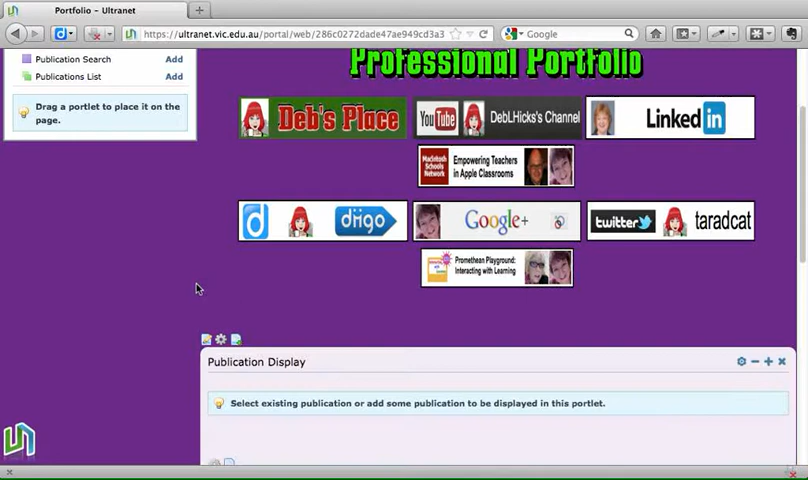 Portfolio - Ultranet
https://ultranet.vic.edu.au/portal/web/286c0272dade47ae949cd3a3
Google
Publication Search Add
Publications List Add
Drag a portlet to place it on the
page.
Professional Portfolio
Deb's Place
YouTube DebLHicks's Channel
Linked in
Macintosh
Schools
Network
Empowering Teachers
in Apple Classrooms
d diigo
Google+
twitter taradcat
Promethean Playground:
Interacting with Learning
Publication Display
Select existing publication or add some publication to be displayed in this portlet.